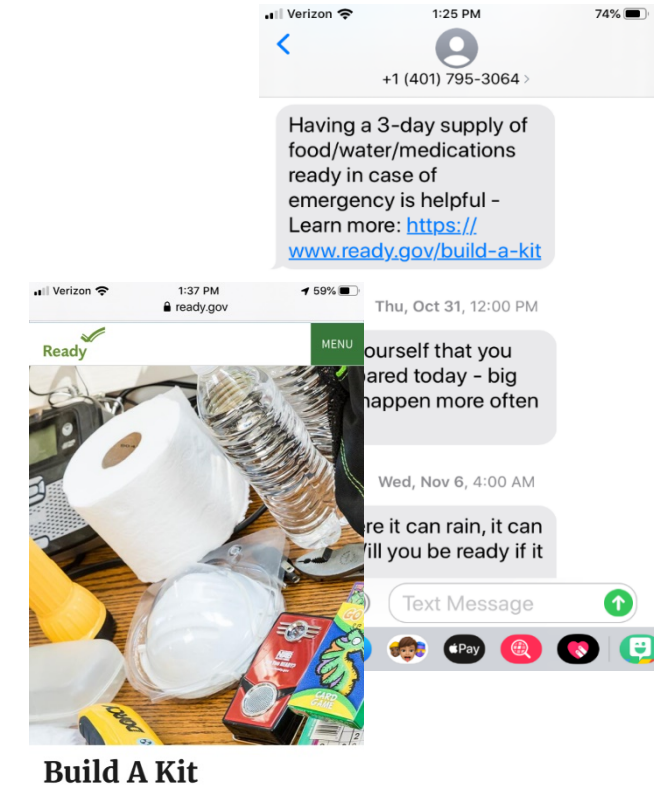 Verizon
1:25 PM
74%
+1 (401) 795-3064 >
Having a 3-day supply of
food/water/medications
ready in case of
emergency is helpful -
Learn more: https://
www.ready.gov/build-a-kit
Thu, Oct 31, 12:00 PM
ourself that you
ared today - big
happen more often
Wed, Nov 6, 4:00 AM
re it can rain, it can
ill you be ready if it
Text Message
Pay
Verizon
1:37 PM
59%
ready.gov
Ready
MENU
DORCY
GO
CARD
GAME
Build A Kit